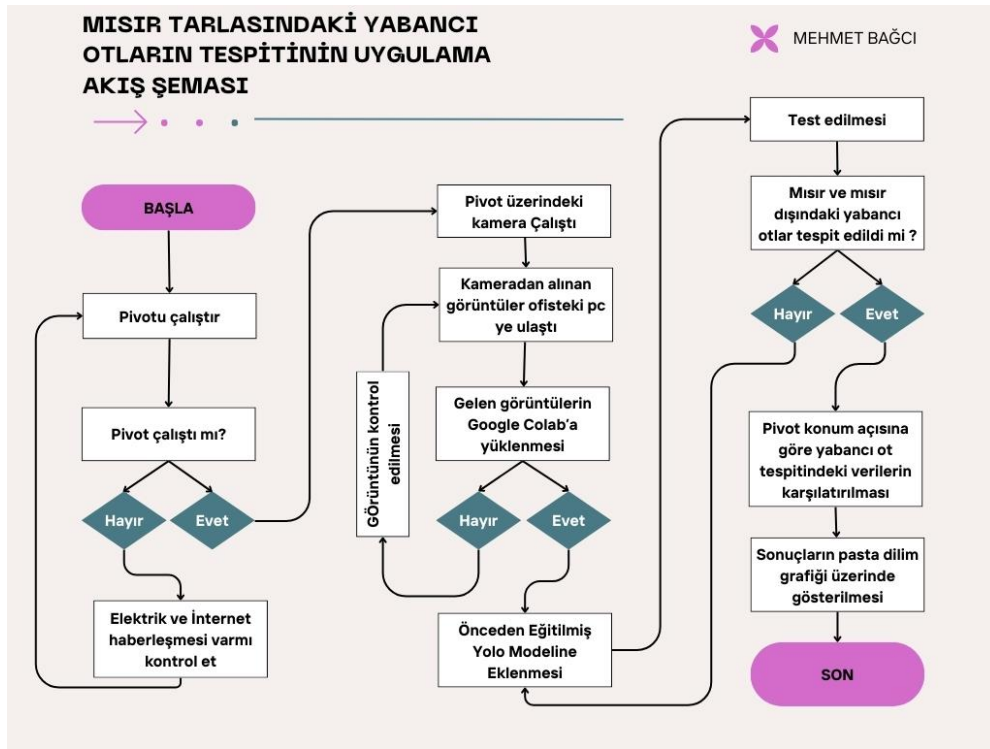 MISIR TARLASINDAKİ YABANCI
OTLARIN TESPİTİNİN UYGULAMA
AKIŞ ŞEMASI
MEHMET BAĞCI
BAŞLA
Pivotu çalıştır
Pivot çalıştı mı?
Hayır
Evet
Elektrik ve İnternet
haberleşmesi varmı
kontrol et
Pivot üzerindeki
kamera Çalıştı
Kameradan alınan
görüntüler ofisteki pc
ye ulaştı
Gelen görüntülerin
Google Colab'a
yüklenmesi
Hayır
Evet
GÖrüntünün kontrol
edilmesi
Önceden Eğitilmiş
Yolo Modeline
Eklenmesi
Test edilmesi
Mısır ve mısır
dışındaki yabancı
otlar tespit edildi mi ?
Hayır
Evet
Pivot konum açısına
göre yabancı ot
tespitindeki verilerin
karşılatırılması
Sonuçların pasta dilim
grafiği üzerinde
gösterilmesi
SON